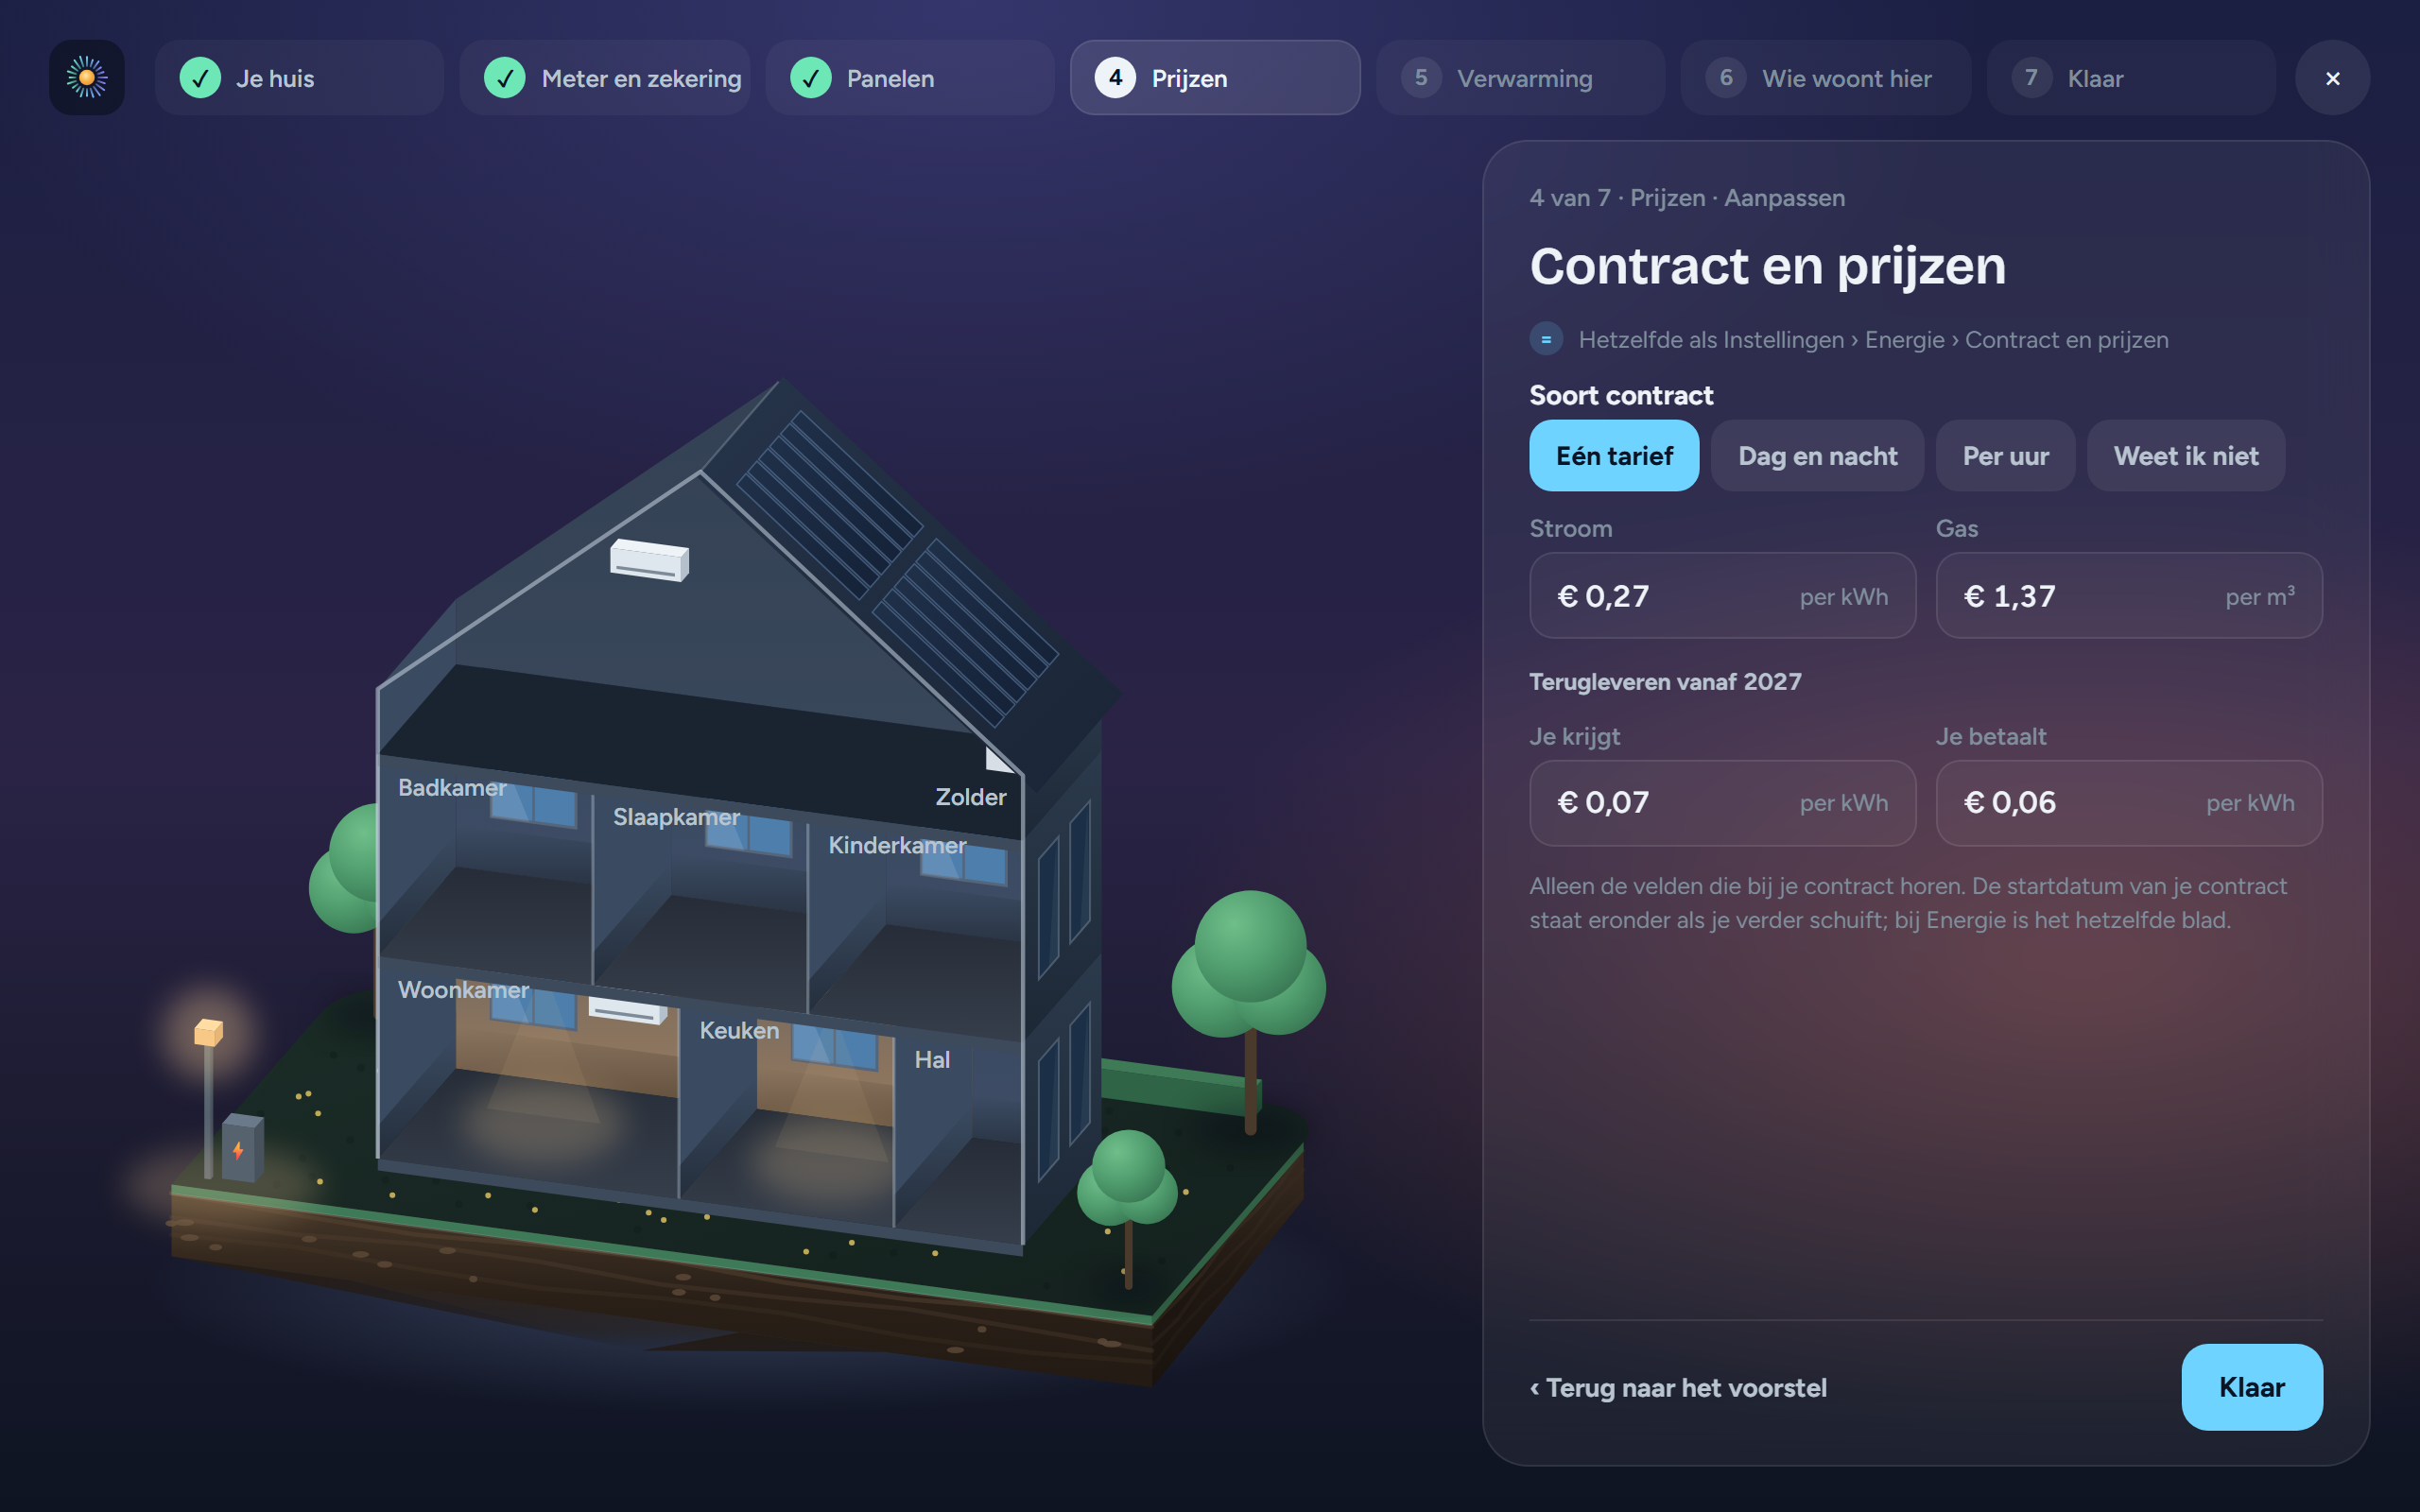 Je huis
Meter en zekering
Panelen
4 Prijzen
5 Verwarming
6 Wie woont hier
7 Klaar
×
4 van 7 · Prijzen · Aanpassen
Contract en prijzen
= Hetzelfde als Instellingen › Energie › Contract en prijzen
Soort contract
Eén tarief
Dag en nacht
Per uur
Weet ik niet
Stroom
Gas
€ 0,27 per kWh
€ 1,37 per m³
Terugleveren vanaf 2027
Je krijgt
Je betaalt
€ 0,07 per kWh
€ 0,06 per kWh
Alleen de velden die bij je contract horen. De startdatum van je contract
staat eronder als je verder schuift; bij Energie is het hetzelfde blad.
‹ Terug naar het voorstel
Klaar
Badkamer
Slaapkamer
Zolder
Kinderkamer
Woonkamer
Keuken
Hal